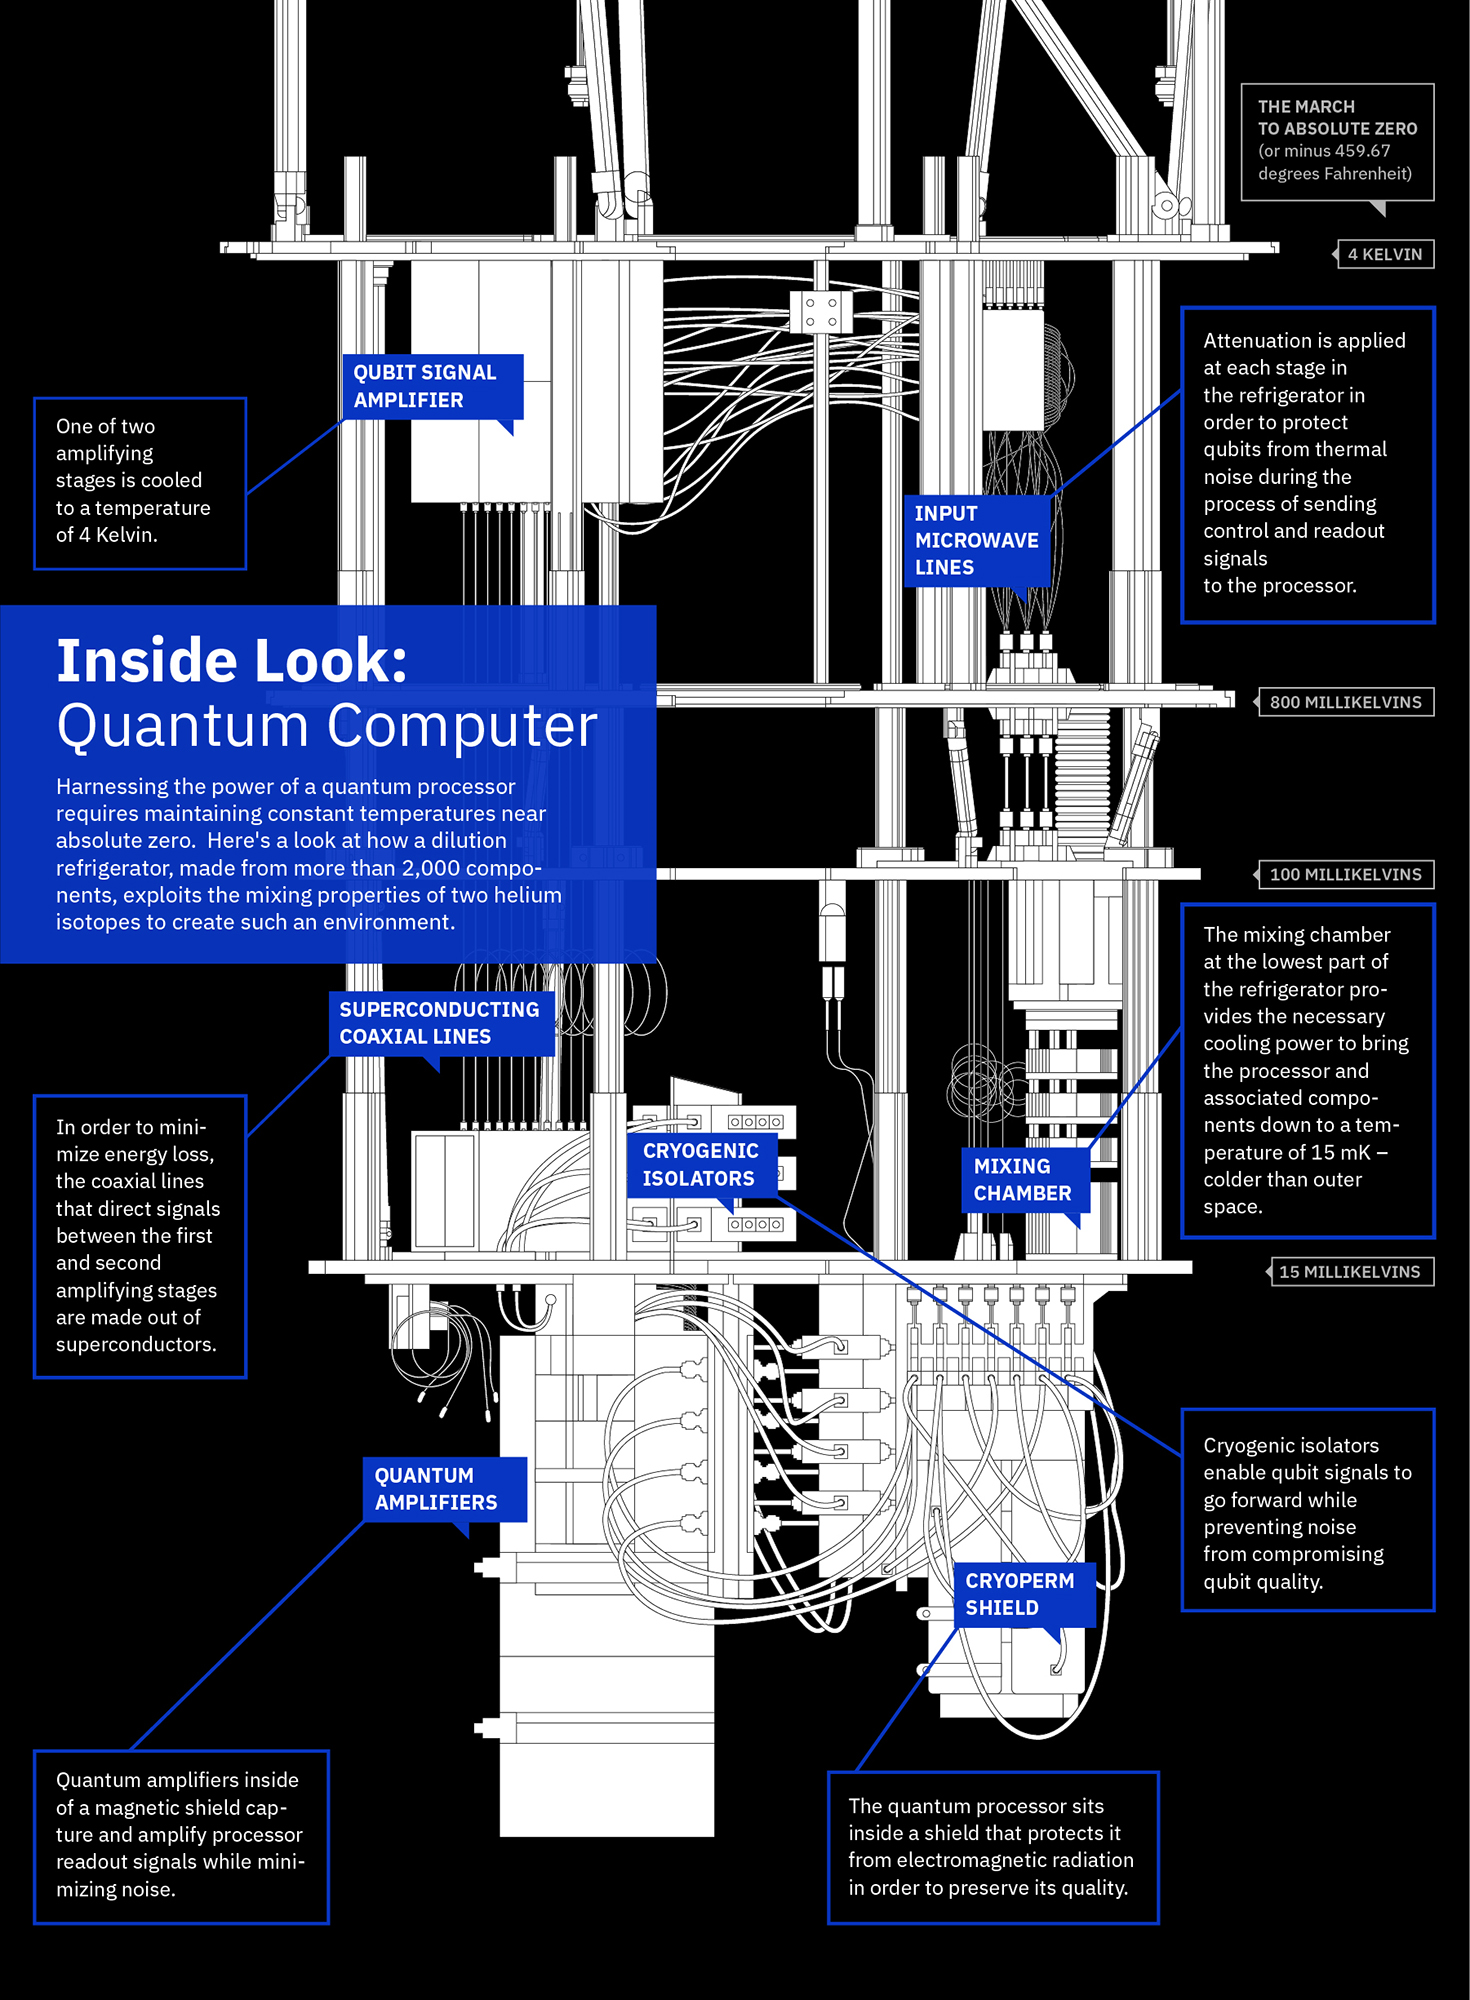 THE MARCH
TO ABSOLUTE ZERO
(or minus 459.67
degrees Fahrenheit)
4 KELVIN
QUBIT SIGNAL
AMPLIFIER
One of two
amplifying
stages is cooled
to a temperature
of 4 Kelvin.
Attenuation is applied
at each stage in
the refrigerator in
order to protect
qubits from thermal
noise during the
process of sending
control and readout
signals
to the processor.
INPUT
MICROWAVE
LINES
Inside Look:
Quantum Computer
Harnessing the power of a quantum processor
requires maintaining constant temperatures near
absolute zero.  Here's a look at how a dilution
refrigerator, made from more than 2,000 compo-
nents, exploits the mixing properties of two helium
isotopes to create such an environment.
800 MILLIKELVINS
100 MILLIKELVINS
The mixing chamber
at the lowest part of
the refrigerator pro-
vides the necessary
cooling power to bring
the processor and
associated compo-
nents down to a tem-
perature of 15 mK –
colder than outer
space.
SUPERCONDUCTING
COAXIAL LINES
In order to mini-
mize energy loss,
the coaxial lines
that direct signals
between the first
and second
amplifying stages
are made out of
superconductors.
CRYOGENIC
ISOLATORS
MIXING
CHAMBER
15 MILLIKELVINS
Cryogenic isolators
enable qubit signals to
go forward while
preventing noise
from compromising
qubit quality.
QUANTUM
AMPLIFIERS
CRYOPERM
SHIELD
Quantum amplifiers inside
of a magnetic shield cap-
ture and amplify processor
readout signals while mini-
mizing noise.
The quantum processor sits
inside a shield that protects it
from electromagnetic radiation
in order to preserve its quality.